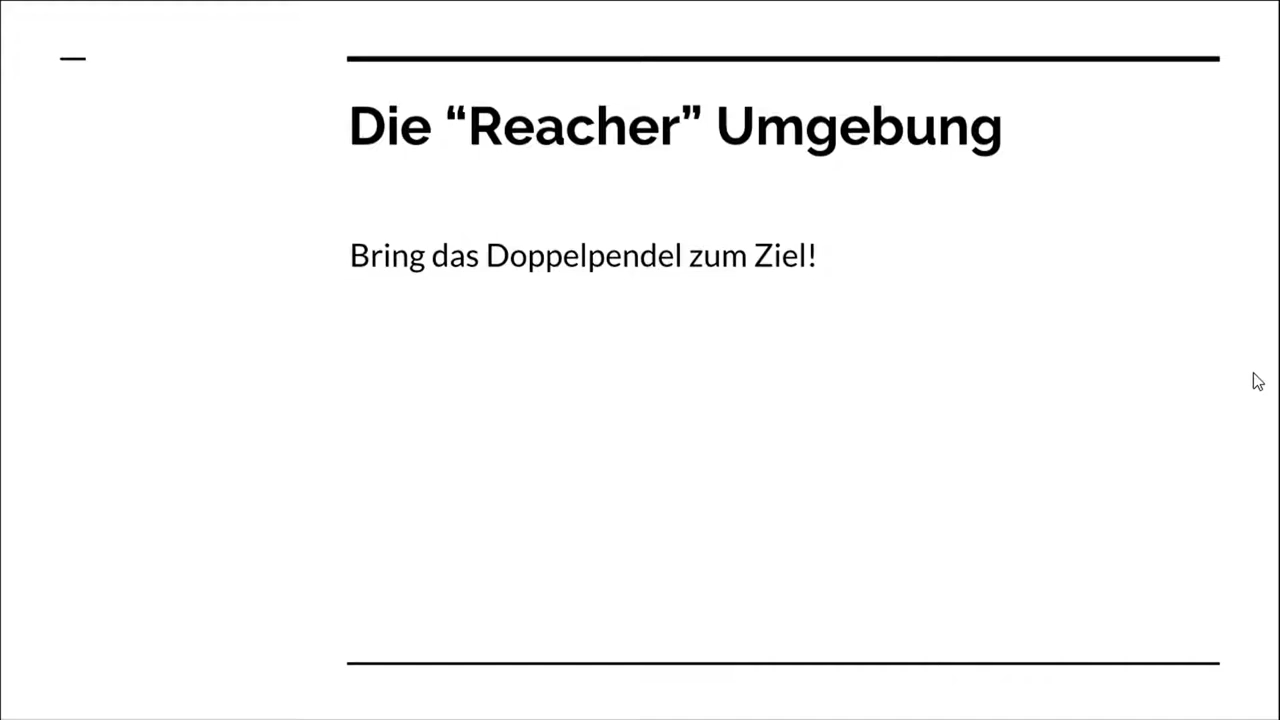 Die “Reacher” Umgebung
Bring das Doppelpendel zum Ziel!